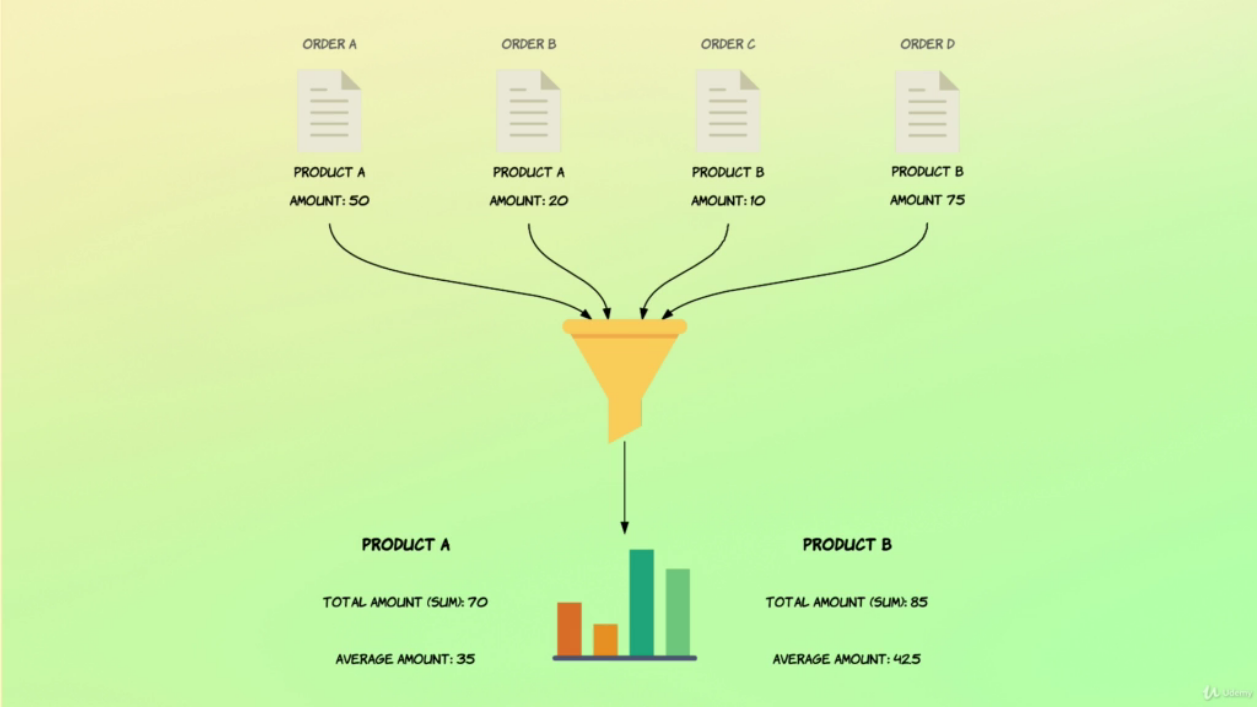 ORDER A
ORDER B
ORDER C
ORDER D
PRODUCT A
PRODUCT A
PRODUCT B
PRODUCT B
AMOUNT: 50
AMOUNT: 20
AMOUNT: 10
AMOUNT 75
PRODUCT A
PRODUCT B
TOTAL AMOUNT (SUM): 70
TOTAL AMOUNT (SUM): 85
AVERAGE AMOUNT: 35
AVERAGE AMOUNT: 42.5
Udemy